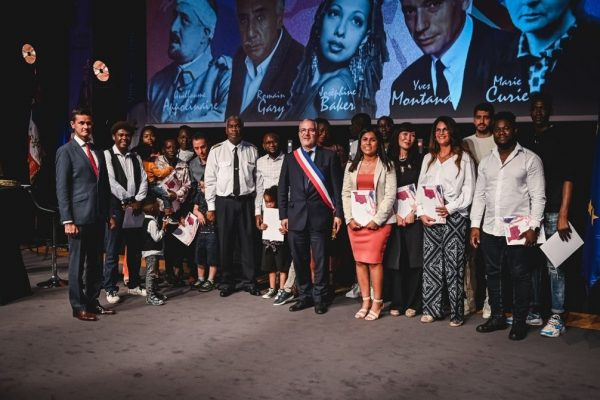 Guillaume
Apollinaire
Romain
Gary
Joséphine
Baker
Yves
Montand
Marie
Curie